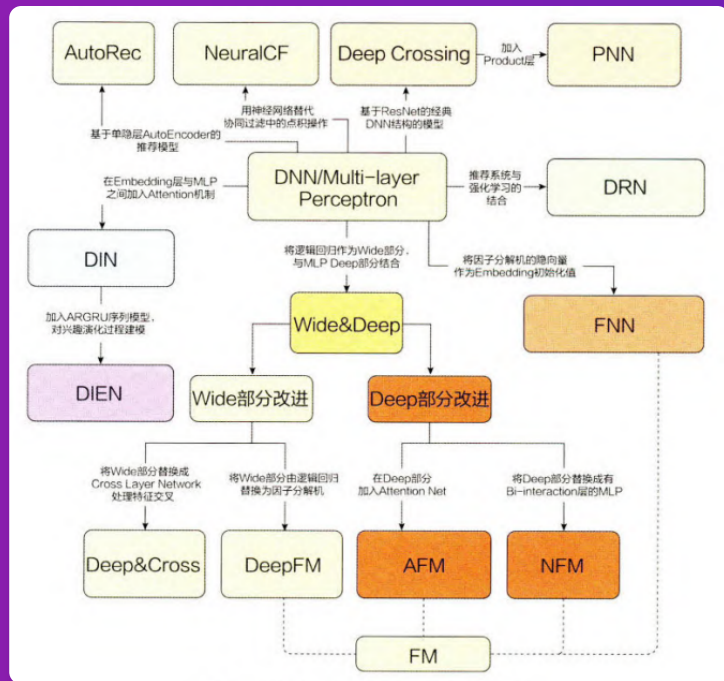 AutoRec
NeuralCF
Deep Crossing
加入
Product层
PNN
用神经网络替代
协同过滤中的点积操作
基于ResNet的经典
DNN结构的模型
基于单隐层AutoEncoder的
推荐模型
DNN/Multi-layer
Perceptron
推荐系统与
强化学习的
结合
DRN
在Embedding层与MLP
之间加入Attention机制
DIN
将逻辑回归作为Wide部分,
与MLP Deep部分结合
将因子分解机的隐向量
作为Embedding初始化值
加入ARGRU序列模型,
对兴趣演化过程建模
Wide&Deep
FNN
DIEN
Wide部分改进
Deep部分改进
将Wide部分替换成
Cross Layer Network
处理特征交叉
将Wide部分由逻辑回归
替换为因子分解机
在Deep部分
加入Attention Net
将Deep部分替换成有
Bi-interaction层的MLP
Deep&Cross
DeepFM
AFM
NFM
FM